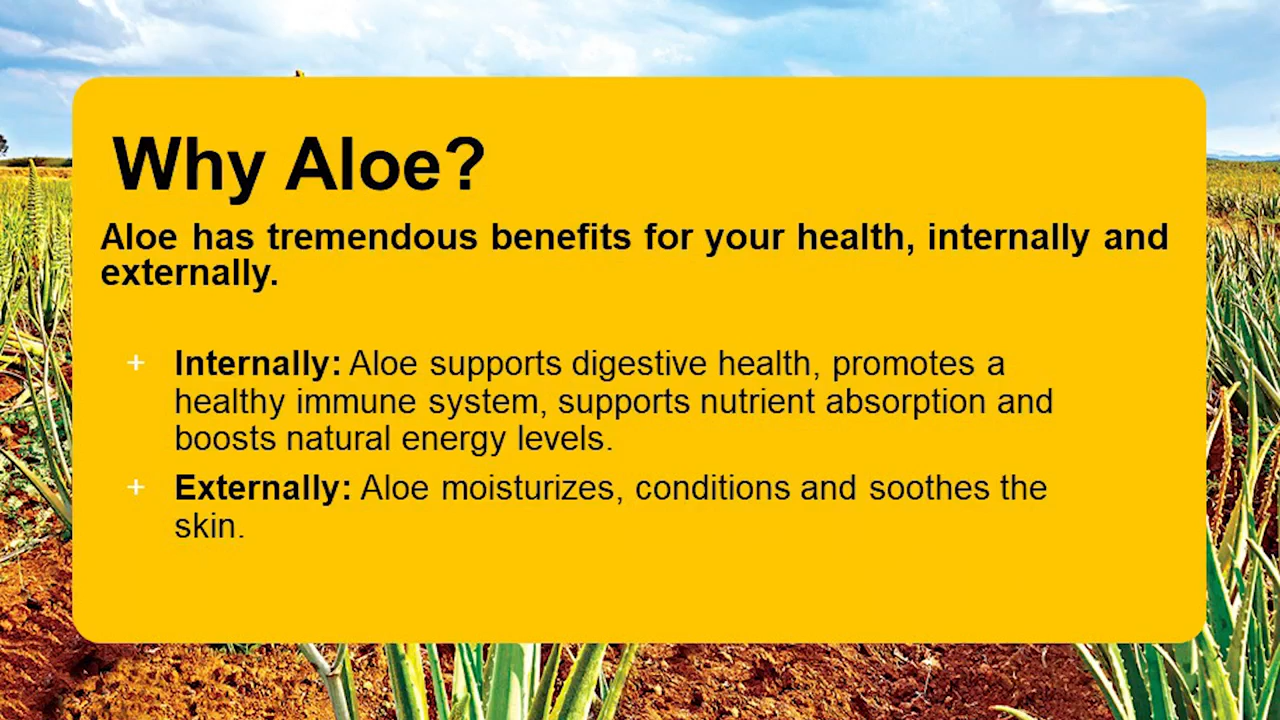 Why Aloe?
Aloe has tremendous benefits for your health, internally and
externally.
+ Internally: Aloe supports digestive health, promotes a
healthy immune system, supports nutrient absorption and
boosts natural energy levels.
+ Externally: Aloe moisturizes, conditions and soothes the
skin.